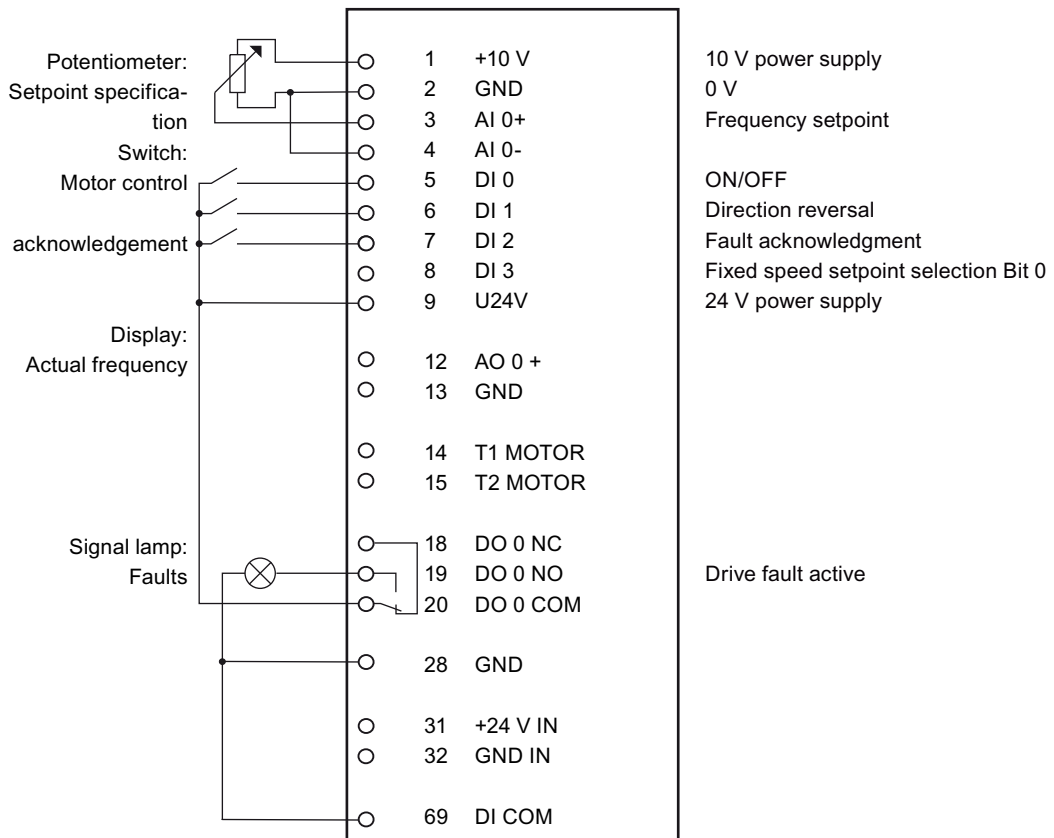 Potentiometer: 1 +10 V 10 V power supply
Setpoint specifica- 2 GND 0 V
tion 3 AI 0+ Frequency setpoint
Switch: 4 AI 0-
Motor control 5 DI 0 ON/OFF
6 DI 1 Direction reversal
acknowledgement 7 DI 2 Fault acknowledgment
8 DI 3 Fixed speed setpoint selection Bit 0
9 U24V 24 V power supply
Display:
Actual frequency 12 AO 0 +
13 GND
14 T1 MOTOR
15 T2 MOTOR
Signal lamp: 18 DO 0 NC
Faults 19 DO 0 NO Drive fault active
20 DO 0 COM
28 GND
31 +24 V IN
32 GND IN
69 DI COM